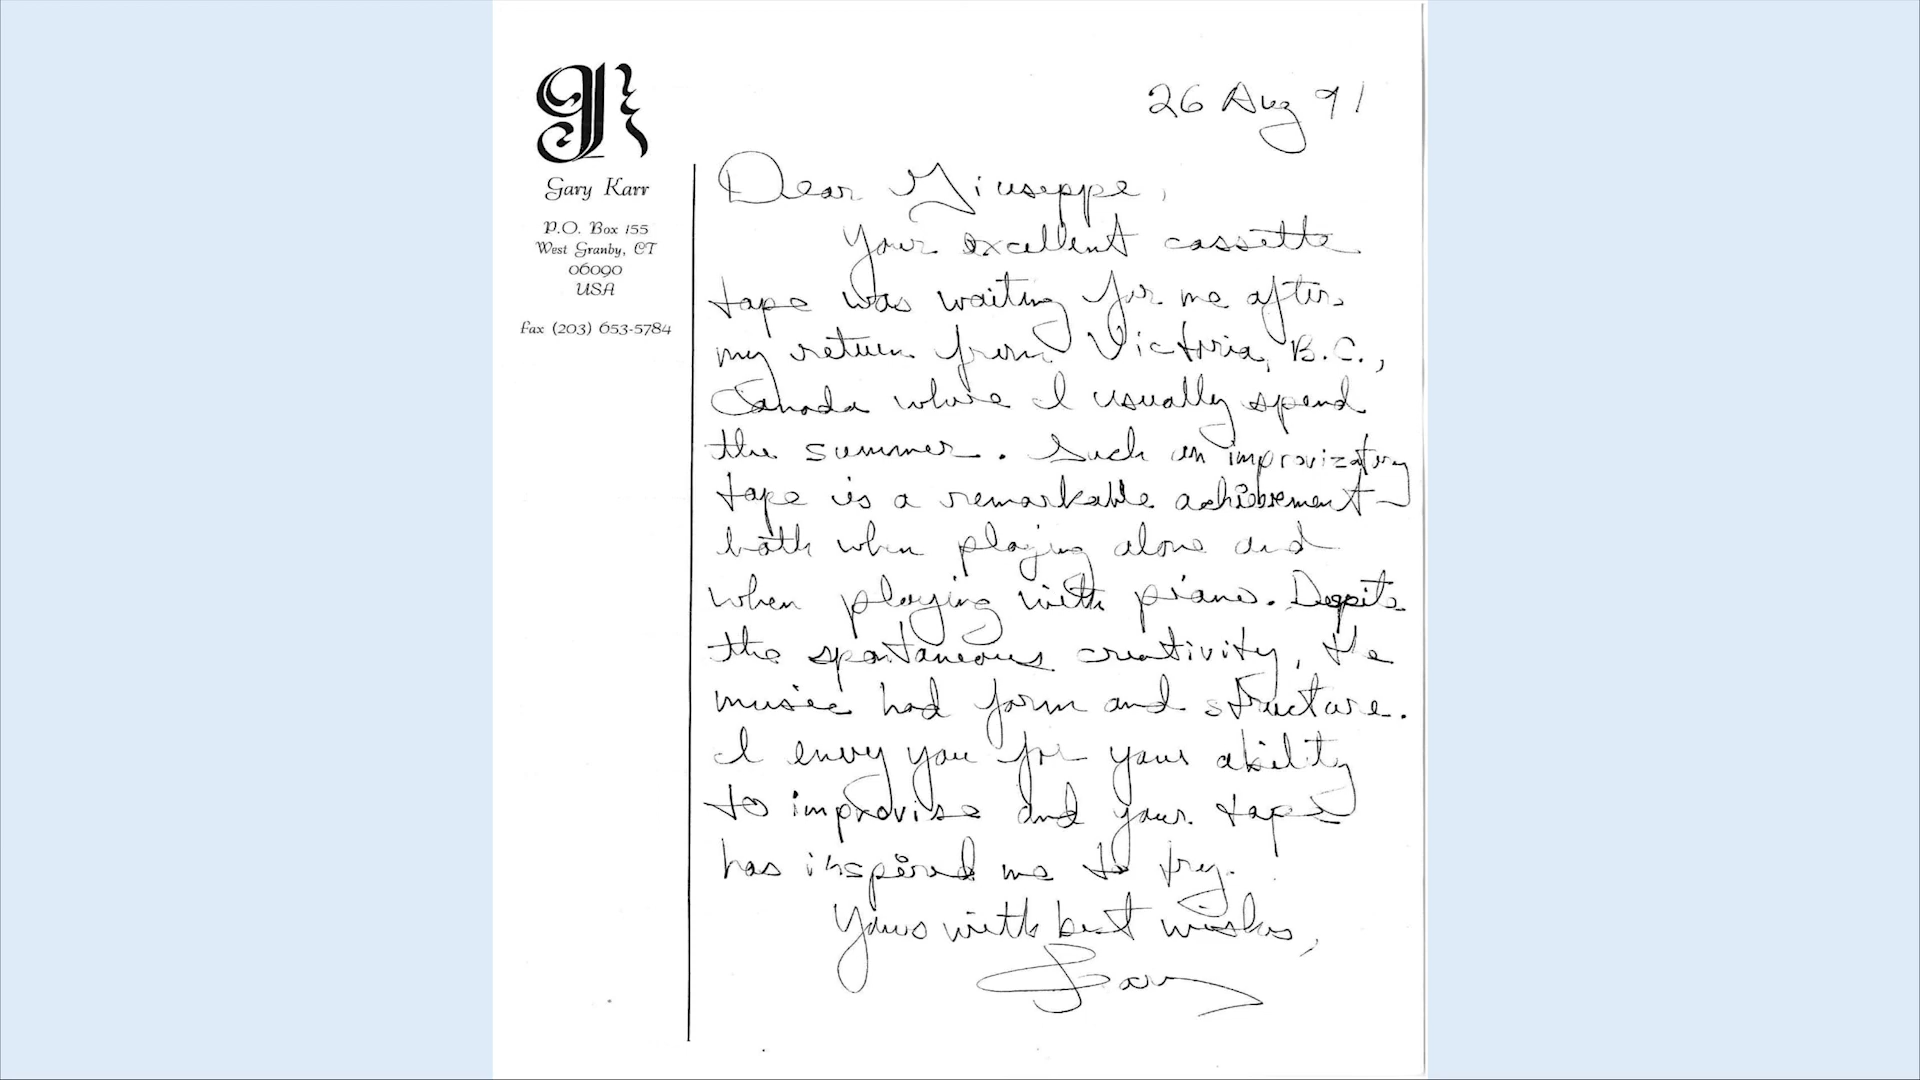 Gary Karr
P.O. Box 155
West Granby, CT
06090
USA
Fax (203) 653-5784
26 Aug 91
Dear Giuseppe,
Your excellent cassette
tape was waiting for me after
my return from Victoria, B.C.,
Canada where I usually spend
the summer. Such an improvizatory
tape is a remarkable achievement–
both when playing alone and
when playing with piano. Despite
the spontaneous creativity, the
music had form and structure.
I envy you for your ability
to improvise and your tape
has inspired me to try.
Yours with best wishes,
Gary